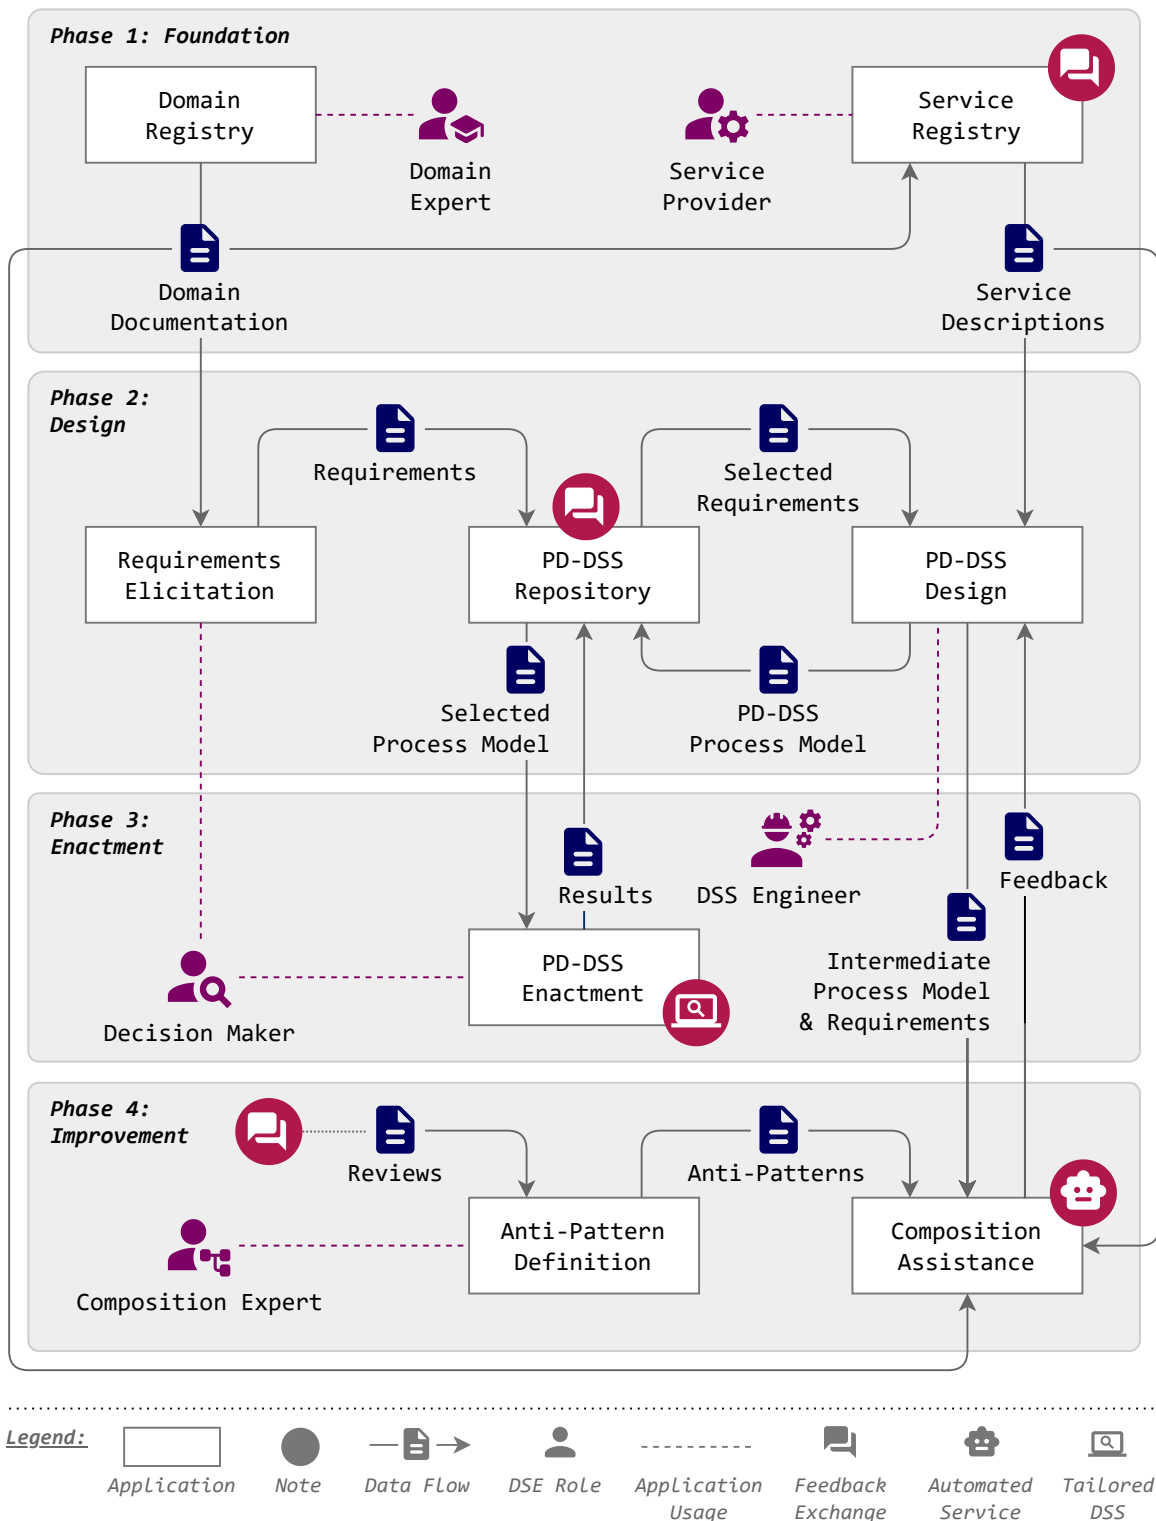 Phase 1: Foundation
Domain
Registry
Domain
Expert
Service
Provider
Service
Registry
Domain
Documentation
Service
Descriptions
Phase 2:
Design
Requirements
Selected
Requirements
Requirements
Elicitation
PD-DSS
Repository
PD-DSS
Design
Selected
Process Model
PD-DSS
Process Model
Phase 3:
Enactment
Results
DSS Engineer
Feedback
PD-DSS
Enactment
Intermediate
Process Model
& Requirements
Decision Maker
Phase 4:
Improvement
Reviews
Anti-Patterns
Anti-Pattern
Definition
Composition
Assistance
Composition Expert
Legend:
Application
Note
Data Flow
DSE Role
Application
Usage
Feedback
Exchange
Automated
Service
Tailored
DSS